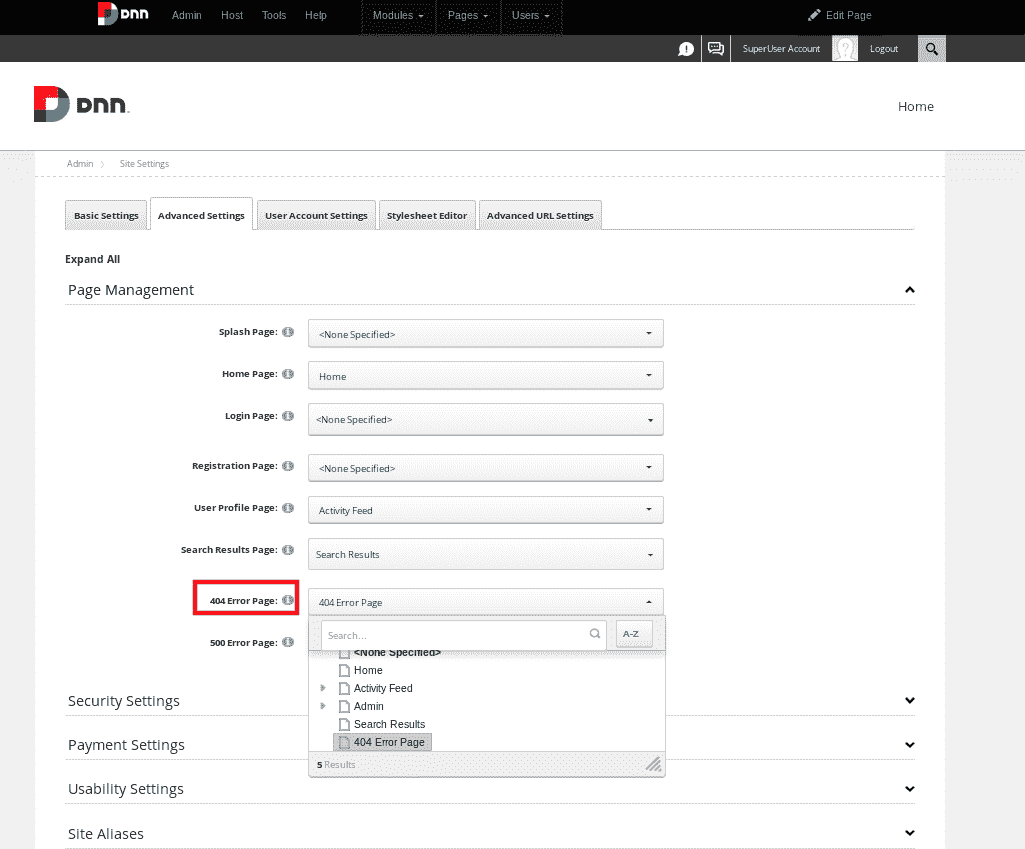 DNN Admin Host Tools Help Modules Pages Users Edit Page
SuperUser Account Logout
DNN.
Home
Admin Site Settings
Basic Settings Advanced Settings User Account Settings Stylesheet Editor Advanced URL Settings
Expand All
Page Management
Splash Page: <None Specified>
Home Page: Home
Login Page: <None Specified>
Registration Page: <None Specified>
User Profile Page: Activity Feed
Search Results Page: Search Results
404 Error Page: 404 Error Page
Search... A-Z
500 Error Page:
<None Specified>
Home
Activity Feed
Admin
Search Results
404 Error Page
5 Results
Security Settings
Payment Settings
Usability Settings
Site Aliases